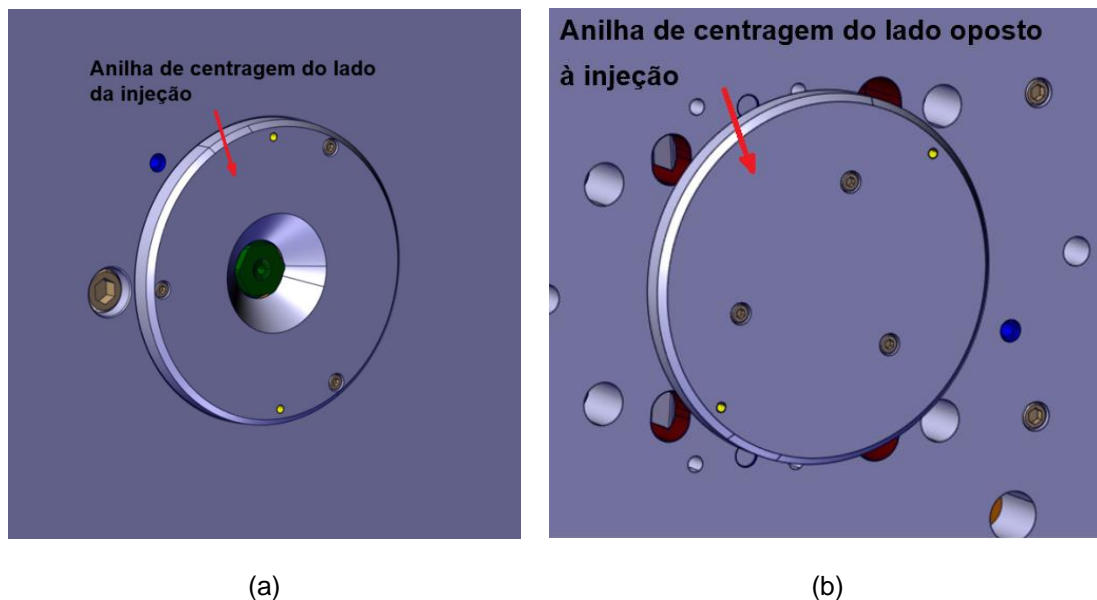 Anilha de centragem do lado
da injeção
Anilha de centragem do lado oposto
à injeção
(a)
(b)